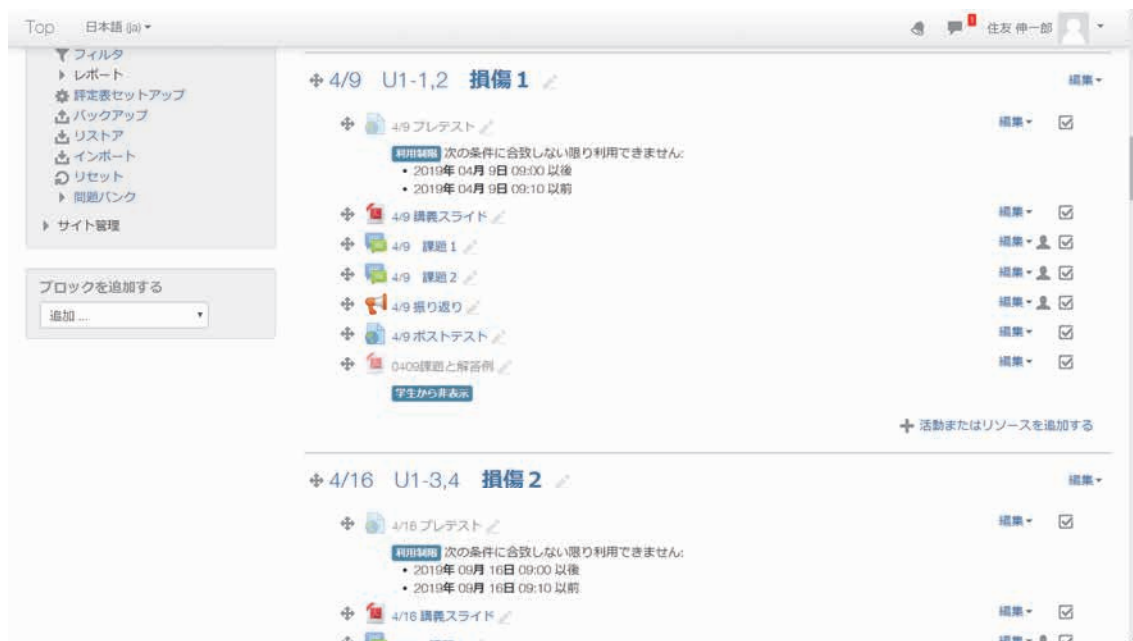 Top 日本語 (ja) 住友 伸一郎
フィルタ
レポート
評定表セットアップ
バックアップ
リストア
インポート
リセット
問題バンク
サイト管理
ブロックを追加する
追加 ...
4/9 U1-1,2 損傷1 編集
4/9 プレテスト 編集
利用制限 次の条件に合致しない限り利用できません:
• 2019年 04月 9日 09:00 以後
• 2019年 04月 9日 09:10 以前
4/9 講義スライド 編集
4/9 課題1 編集
4/9 課題2 編集
4/9 振り返り 編集
4/9 ポストテスト 編集
0409課題と解答例 編集
学生から非表示
活動またはリソースを追加する
4/16 U1-3,4 損傷2 編集
4/16 プレテスト 編集
利用制限 次の条件に合致しない限り利用できません:
• 2019年 09月 16日 09:00 以後
• 2019年 09月 16日 09:10 以前
4/16 講義スライド 編集